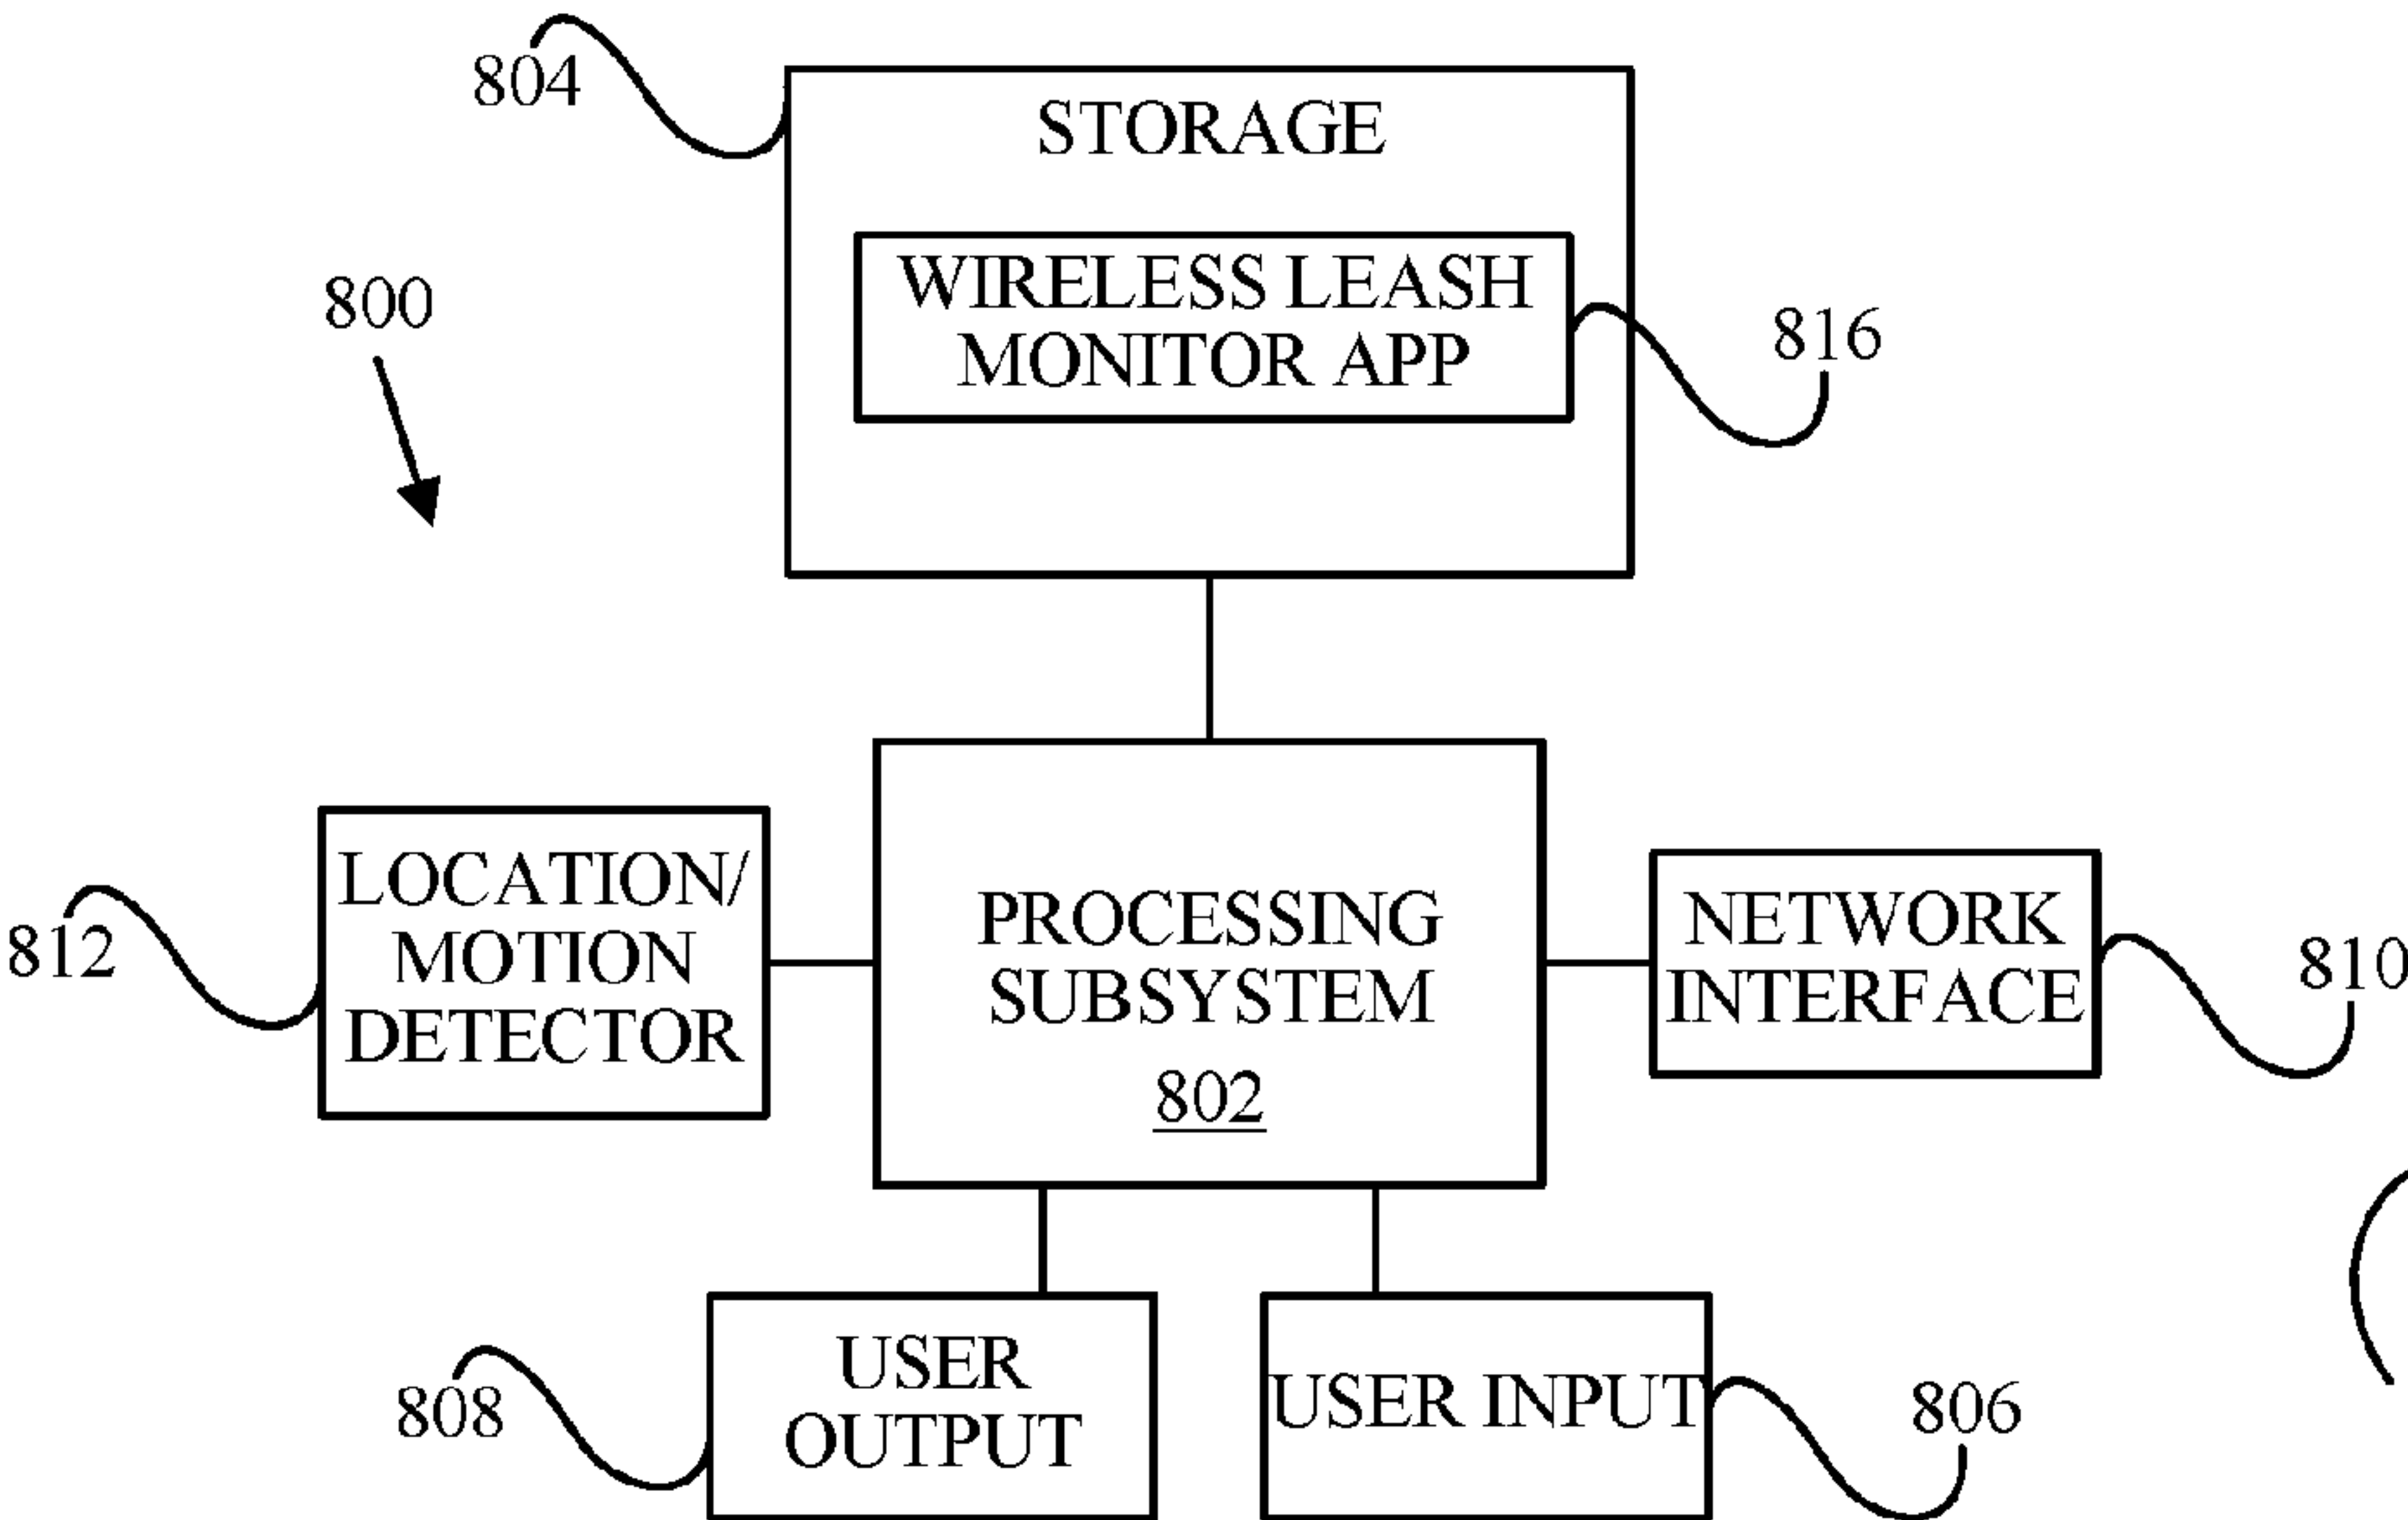 804
STORAGE
WIRELESS LEASH
MONITOR APP
800
816
LOCATION/
MOTION
DETECTOR
812
PROCESSING
SUBSYSTEM
802
NETWORK
INTERFACE
810
USER
OUTPUT
808
USER INPUT
806